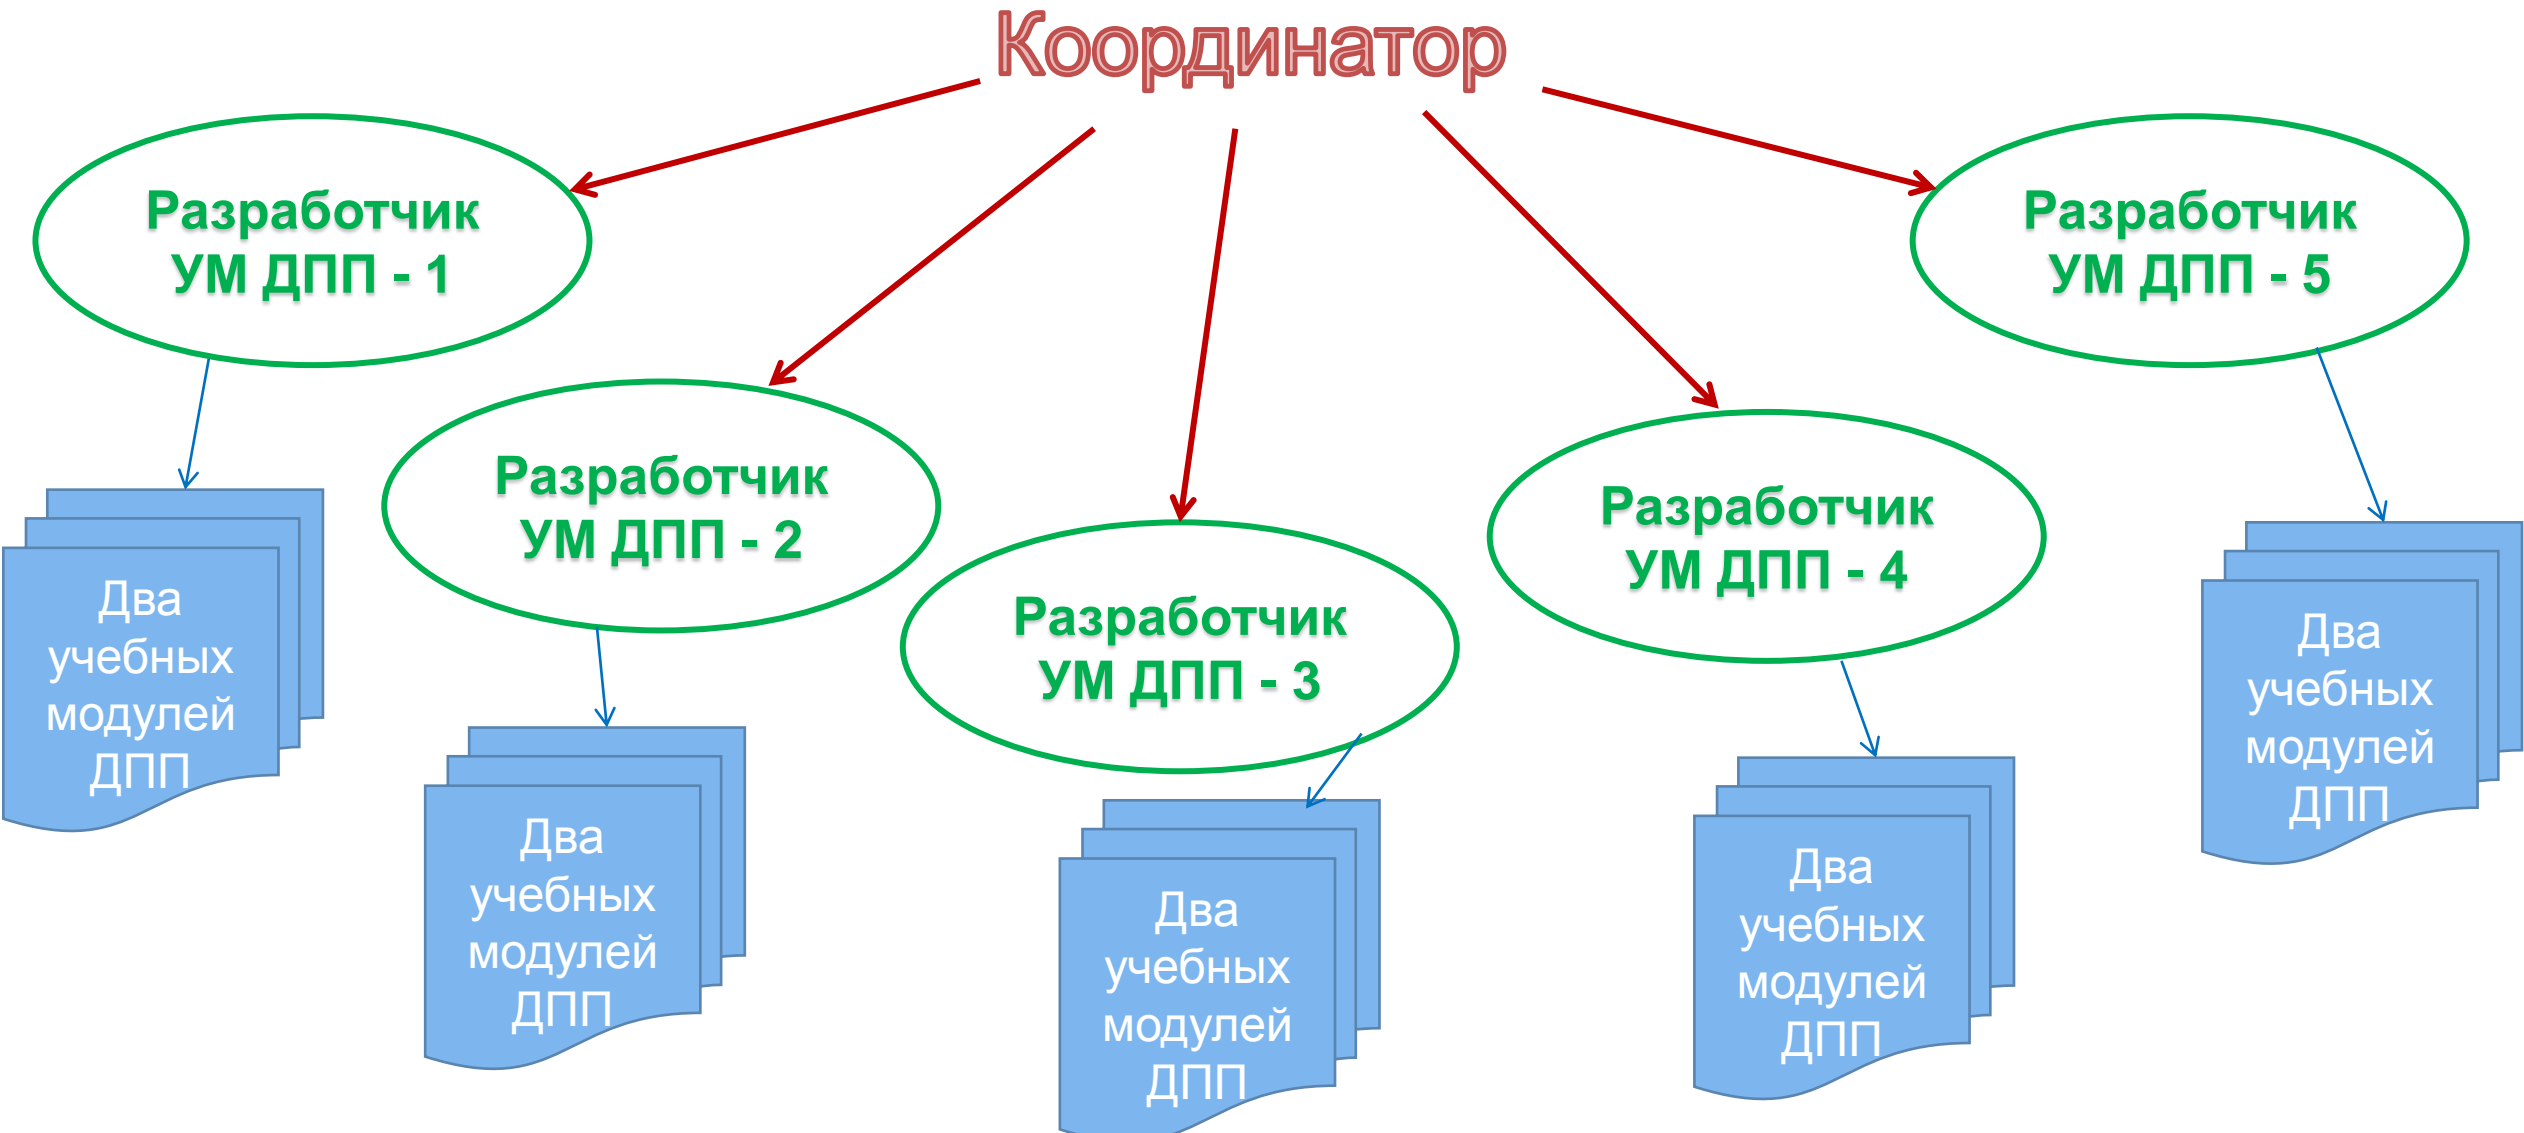 Координатор
Разработчик
УМ ДПП - 1
Разработчик
УМ ДПП - 2
Разработчик
УМ ДПП - 3
Разработчик
УМ ДПП - 4
Разработчик
УМ ДПП - 5
Два
учебных
модулей
ДПП
Два
учебных
модулей
ДПП
Два
учебных
модулей
ДПП
Два
учебных
модулей
ДПП
Два
учебных
модулей
ДПП